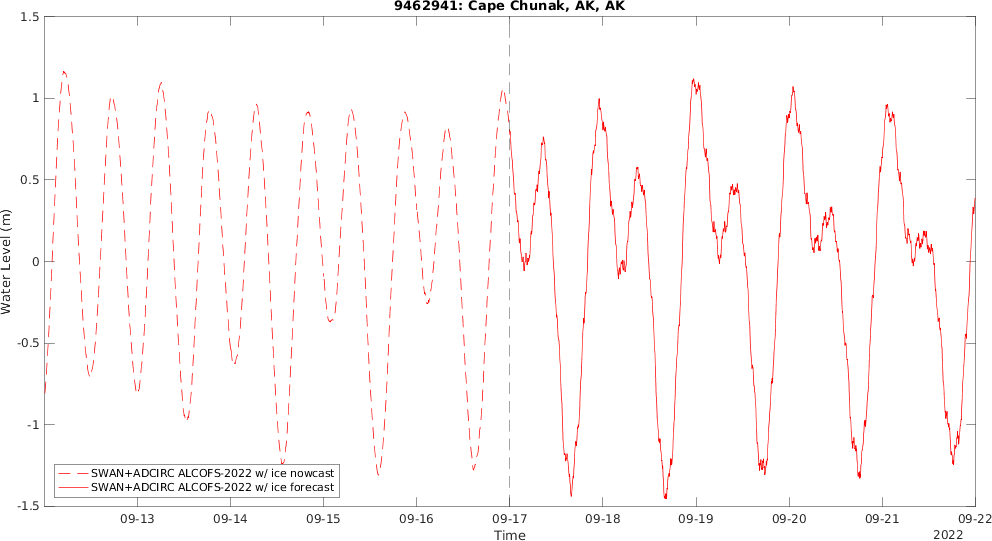 9462941: Cape Chunak, AK, AK
1.5
1
0.5
0
-0.5
-1
-1.5
Water Level (m)
SWAN+ADCIRC ALCOFS-2022 w/ ice nowcast
SWAN+ADCIRC ALCOFS-2022 w/ ice forecast
09-13 09-14 09-15 09-16 09-17 09-18 09-19 09-20 09-21 09-22
Time
2022